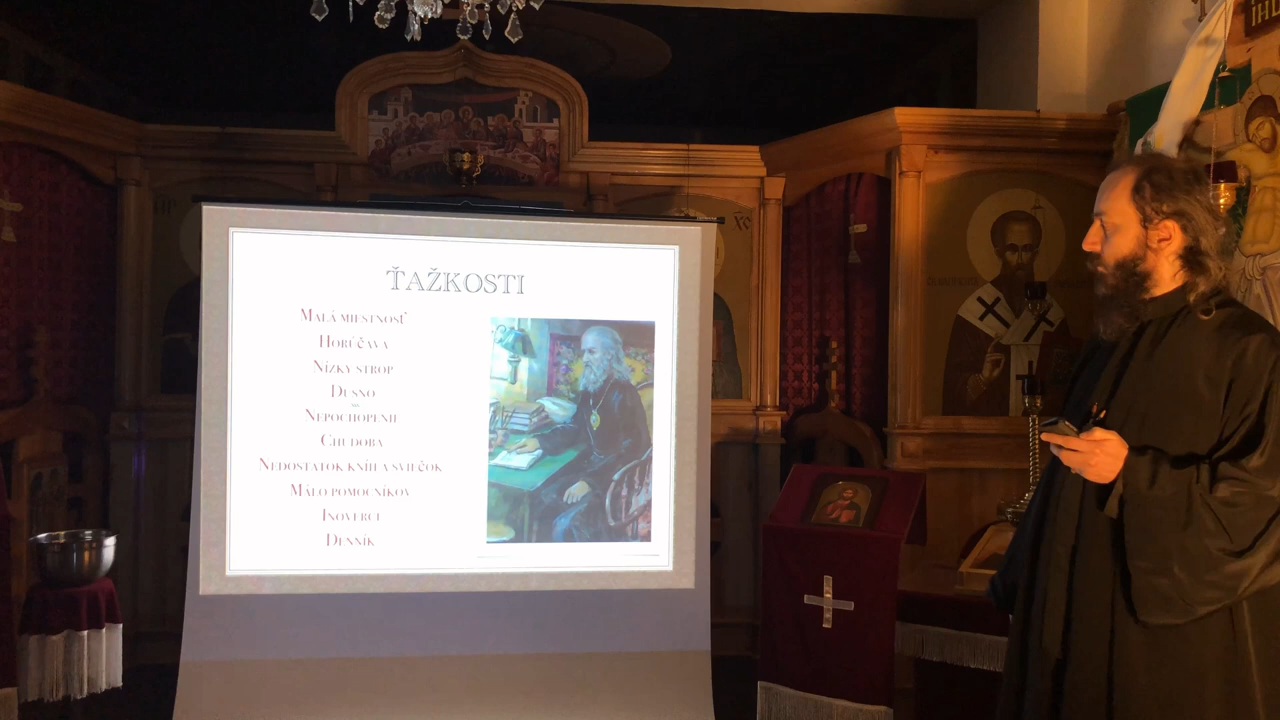 ŤAŽKOSTI
MALÁ MIESTNOSŤ
HORÚČAVA
NÍZKY STROP
DUSNO
NEPOCHOPENIE
CHUDOBA
NEDOSTATOK KNÍH A SVIEČOK
MÁLO POMOCNÍKOV
INOVERCI
DENNÍK